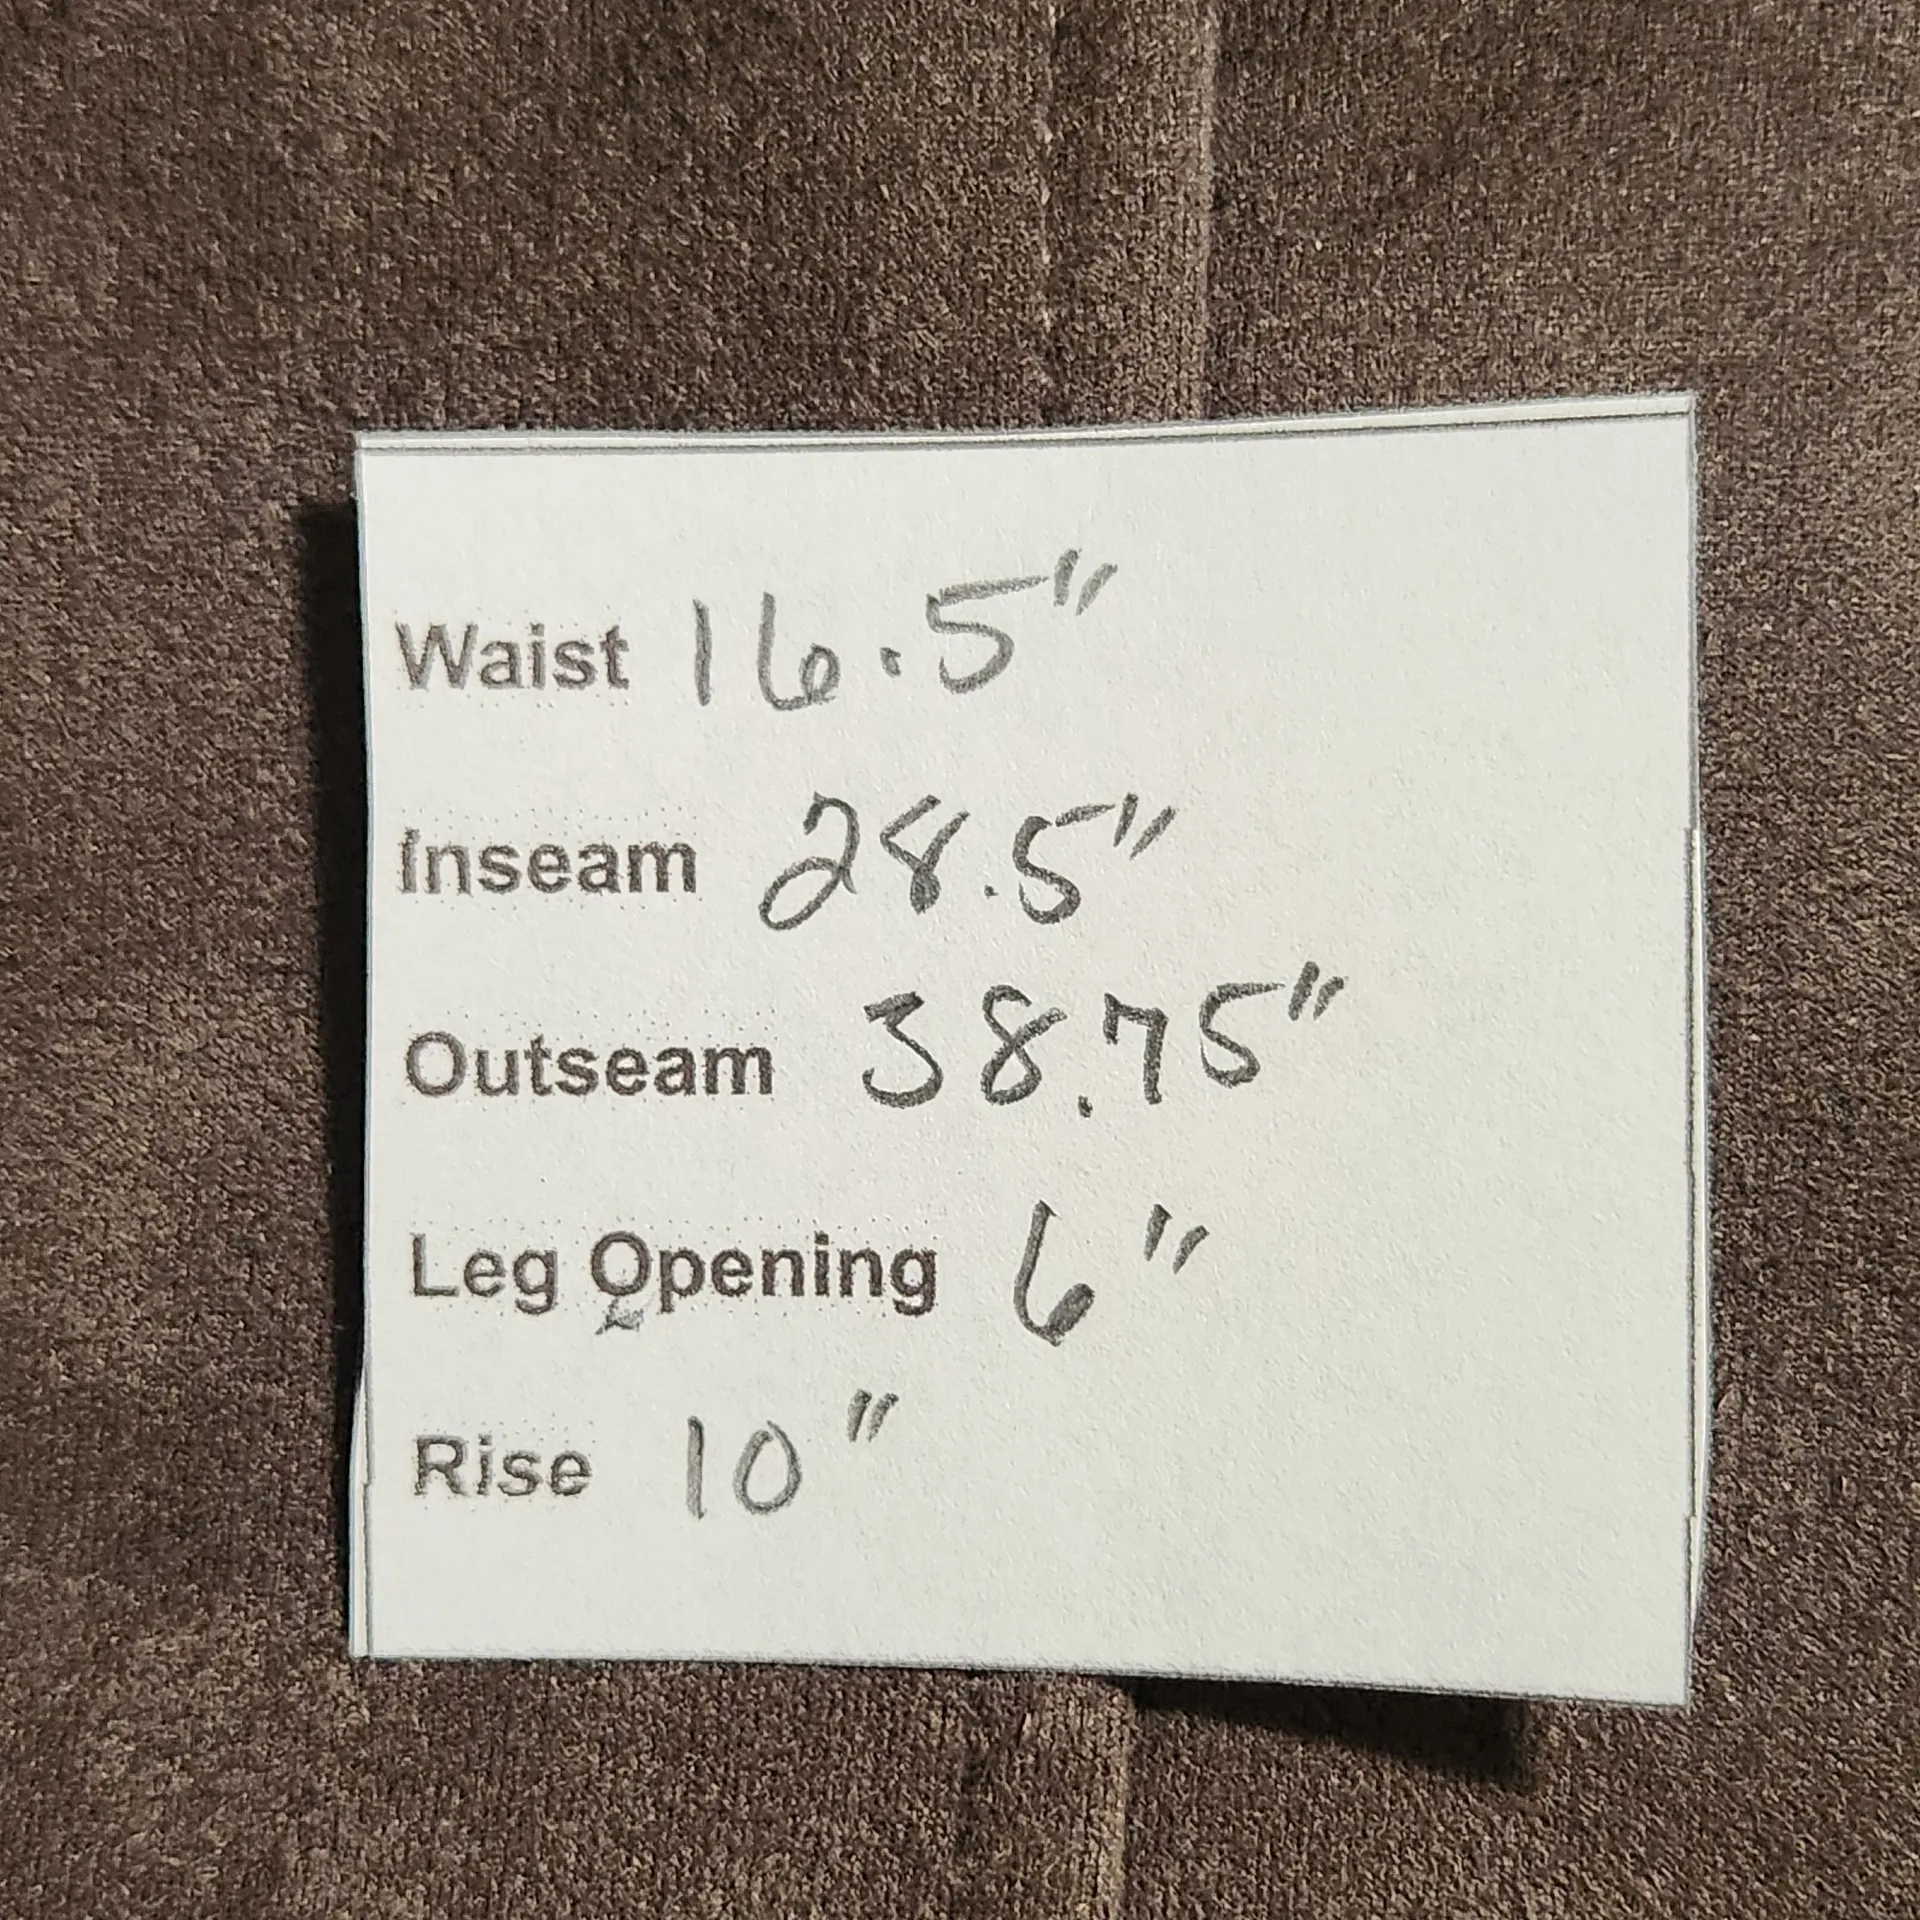 Waist 16.5"
Inseam 28.5"
Outseam 38.75"
Leg Opening 6"
Rise 10"